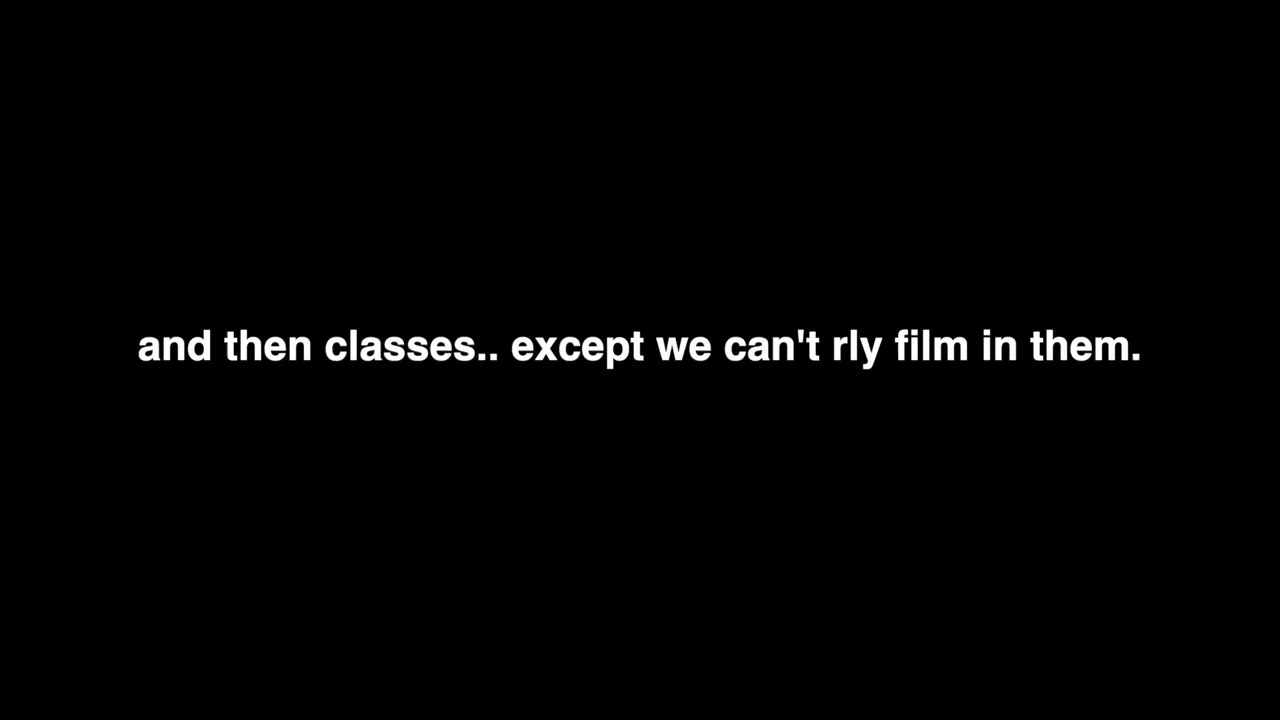 and then classes.. except we can't rly film in them.